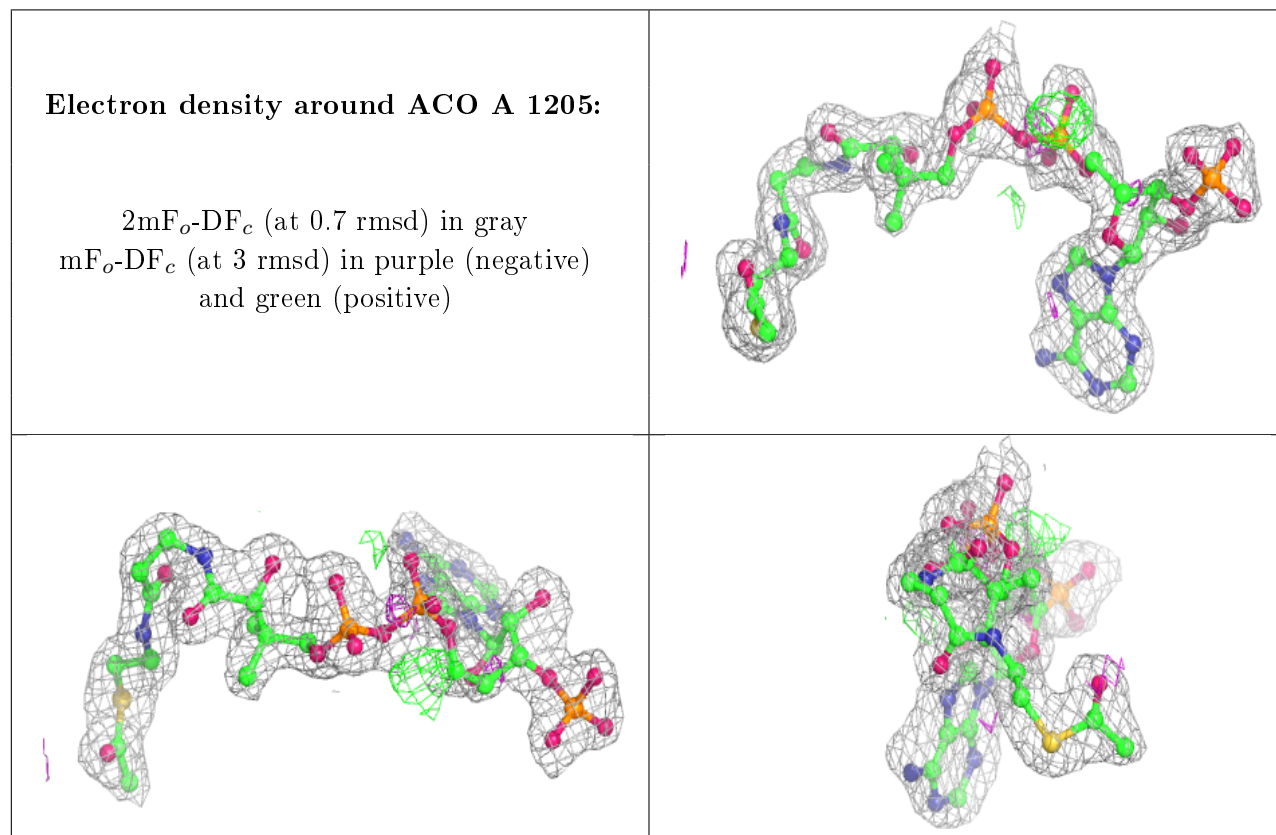 Electron density around ACO A 1205:
2mFo-DFc (at 0.7 rmsd) in gray
mFo-DFc (at 3 rmsd) in purple (negative)
and green (positive)